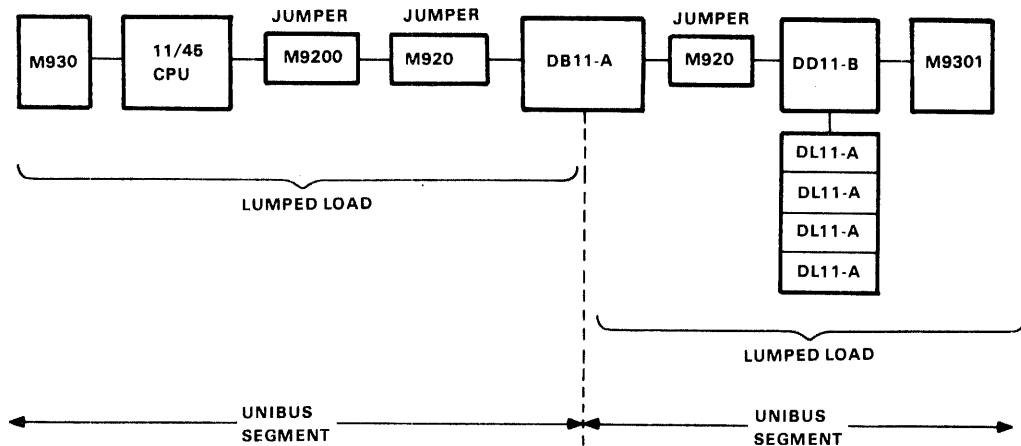 JUMPER
JUMPER
JUMPER
M930
11/45
CPU
M9200
M920
DB11-A
M920
DD11-B
M9301
DL11-A
DL11-A
DL11-A
DL11-A
LUMPED LOAD
LUMPED LOAD
UNIBUS
SEGMENT
UNIBUS
SEGMENT